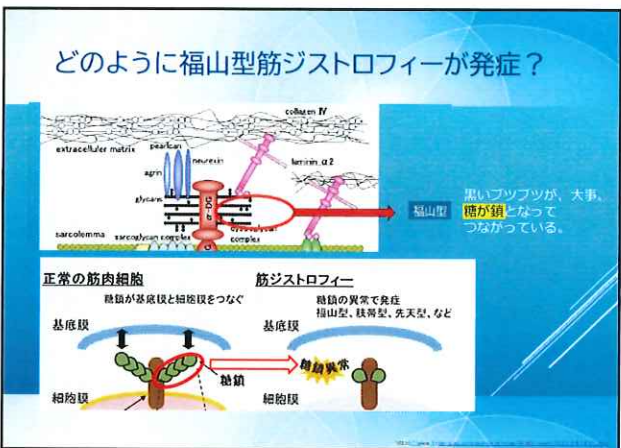 どのように福山型筋ジストロフィーが発症？
collagen IV
extracelluler matrix
pearlcan
neurexin
agrin
laminin α2
glycans
α-DG
sarcolemma
sarcoglycan complex
complex
福山型
黒いブツブツが、大事。
糖が鎖となって
つながっている。
正常の筋肉細胞
糖鎖が基底膜と細胞膜をつなぐ
基底膜
糖鎖
細胞膜
筋ジストロフィー
糖鎖の異常で発症
福山型、肢帯型、先天型、など
基底膜
糖鎖異常
細胞膜